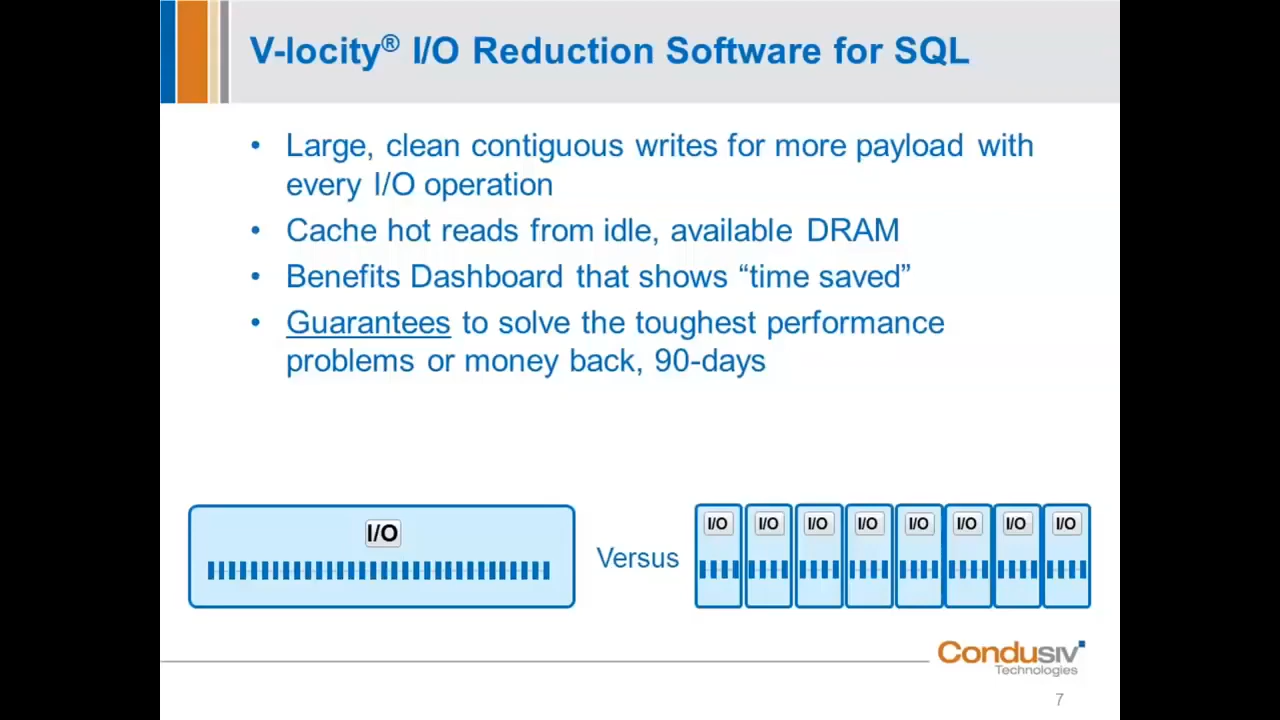 V-locity® I/O Reduction Software for SQL
• Large, clean contiguous writes for more payload with
every I/O operation
• Cache hot reads from idle, available DRAM
• Benefits Dashboard that shows “time saved”
• Guarantees to solve the toughest performance
problems or money back, 90-days
I/O
Versus
I/O I/O I/O I/O I/O I/O I/O I/O
Condusiv
Technologies
7